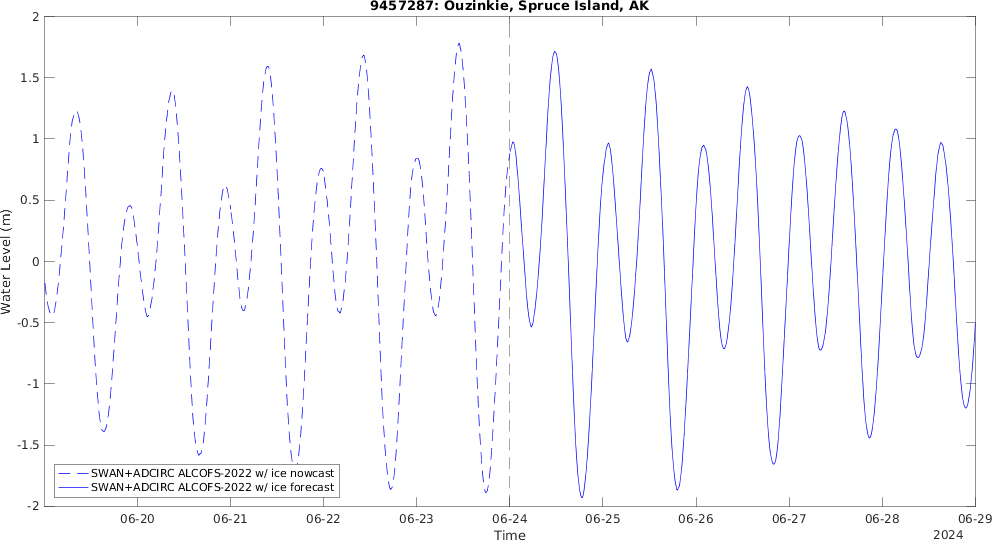 9457287: Ouzinkie, Spruce Island, AK
2
1.5
1
0.5
0
-0.5
-1
-1.5
-2
Water Level (m)
SWAN+ADCIRC ALCOFS-2022 w/ ice nowcast
SWAN+ADCIRC ALCOFS-2022 w/ ice forecast
06-20 06-21 06-22 06-23 06-24 06-25 06-26 06-27 06-28 06-29
Time
2024